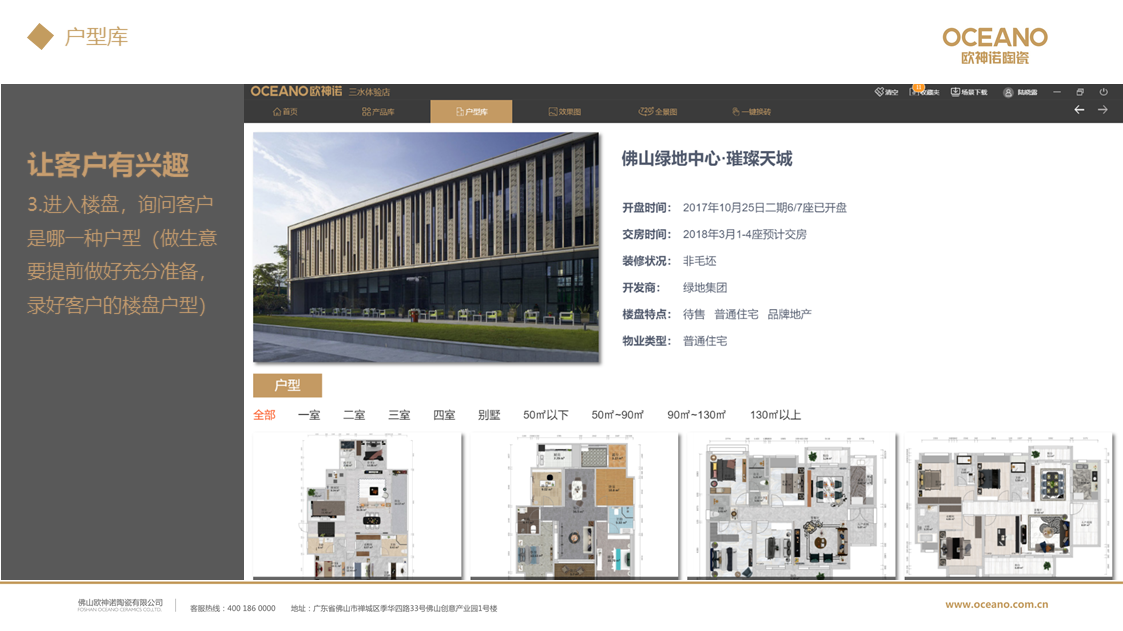 户型库
OCEANO
欧神诺陶瓷
让客户有兴趣
3.进入楼盘，询问客户
是哪一种户型（做生意
要提前做好充分准备，
录好客户的楼盘户型）
OCEANO欧神诺 三水体验店
清空 11 收藏夹 场景下载
首页 产品库 户型库 效果图 720° 全景图 一键换砖
佛山绿地中心·璀璨天城
开盘时间： 2017年10月25日二期6/7座已开盘
交房时间： 2018年3月1-4座预计交房
装修状况： 非毛坯
开发商： 绿地集团
楼盘特点： 待售 普通住宅 品牌地产
物业类型： 普通住宅
户型
全部 一室 二室 三室 四室 别墅 50㎡以下 50㎡~90㎡ 90㎡~130㎡ 130㎡以上
佛山欧神诺陶瓷有限公司
FOSHAN OCEANO CERAMICS CO.,LTD.
客服热线：400 186 0000 地址：广东省佛山市禅城区季华四路33号佛山创意产业园1号楼
www.oceano.com.cn